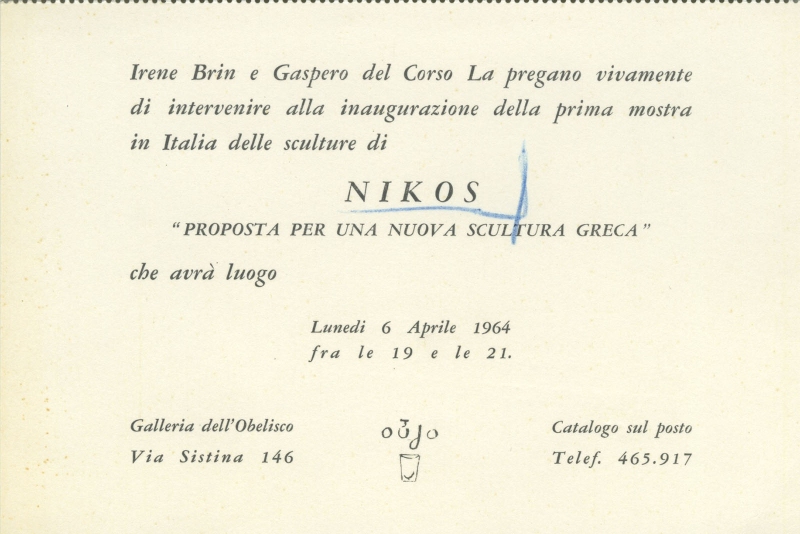 Irene Brin e Gaspero del Corso La pregano vivamente
di intervenire alla inaugurazione della prima mostra
in Italia delle sculture di
NIKOS
“PROPOSTA PER UNA NUOVA SCULTURA GRECA”
che avrà luogo
Lunedi 6 Aprile 1964
fra le 19 e le 21.
Galleria dell'Obelisco
Via Sistina 146
Catalogo sul posto
Telef. 465.917